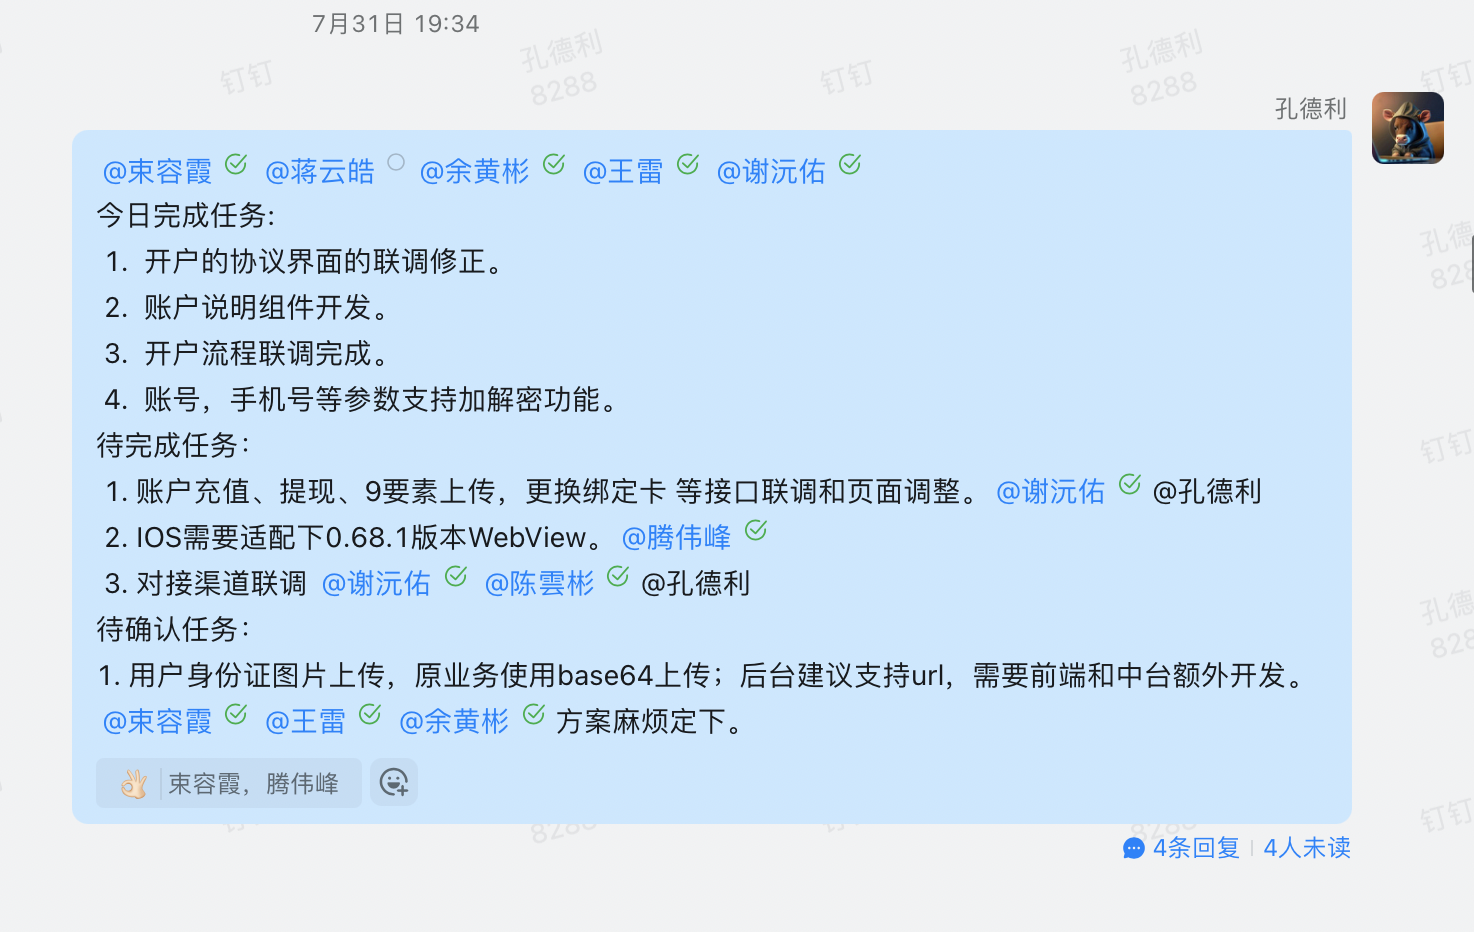 7月31日 19:34
孔德利
@束容霞 @蒋云皓 @余黄彬 @王雷 @谢沅佑
今日完成任务:
1. 开户的协议界面的联调修正。
2. 账户说明组件开发。
3. 开户流程联调完成。
4. 账号，手机号等参数支持加解密功能。
待完成任务：
1. 账户充值、提现、9要素上传，更换绑定卡 等接口联调和页面调整。 @谢沅佑 @孔德利
2. IOS需要适配下0.68.1版本WebView。 @腾伟峰
3. 对接渠道联调 @谢沅佑 @陈雲彬 @孔德利
待确认任务：
1. 用户身份证图片上传，原业务使用base64上传；后台建议支持url，需要前端和中台额外开发。
@束容霞 @王雷 @余黄彬 方案麻烦定下。
束容霞，腾伟峰
4条回复 4人未读
钉钉
孔德利
8288